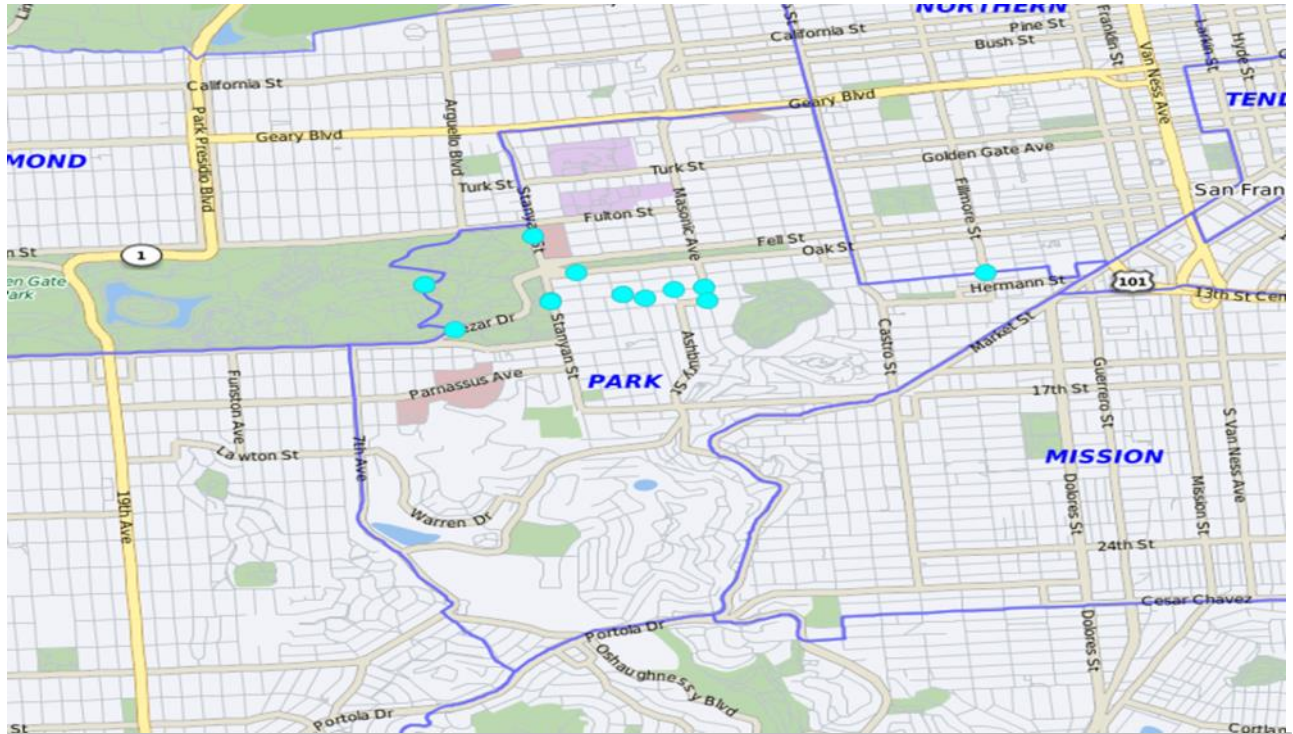 NORTHERN
Pine St
California St
Bush St
Franklin St
Van Ness Ave
Larkin St
Hyde St
California St
Geary Blvd
TEND
Park Presidio Blvd
Arguello Blvd
Geary Blvd
MOND
Turk St
Golden Gate Ave
Turk St
Stanyan St
Masonic Ave
Fillmore St
San Fran
Fulton St
Fell St
Oak St
n St
1
en Gate
ark
101
Hermann St
13th St Cen
ezar Dr
Stanyan St
Ashbury St
Castro St
Market St
Parnassus Ave
PARK
Funston Ave
17th St
Guerrero St
S Van Ness Ave
7th Ave
Lawton St
MISSION
19th Ave
Warren Dr
Dolores St
Mission St
24th St
Cesar Chavez
Portola Dr
Dolores St
Oshaughnessy Blvd
Portola Dr
St
Cortlan